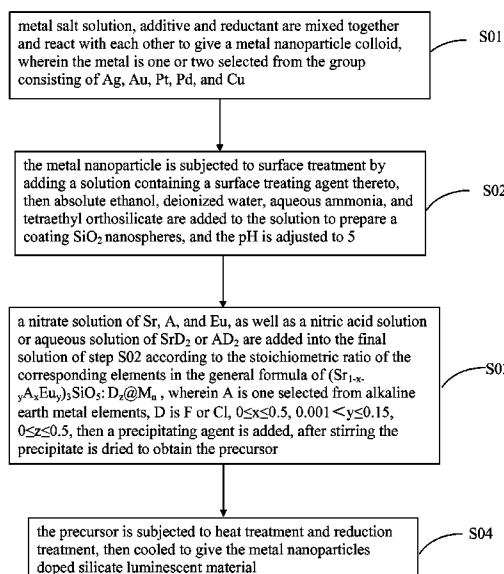 metal salt solution, additive and reductant are mixed together
and react with each other to give a metal nanoparticle colloid,
wherein the metal is one or two selected from the group
consisting of Ag, Au, Pt, Pd, and Cu
S01
the metal nanoparticle is subjected to surface treatment by
adding a solution containing a surface treating agent thereto,
then absolute ethanol, deionized water, aqueous ammonia, and
tetraethyl orthosilicate are added to the solution to prepare a
coating SiO₂ nanospheres, and the pH is adjusted to 5
S02
a nitrate solution of Sr, A, and Eu, as well as a nitric acid solution
or aqueous solution of SrD₂ or AD₂ are added into the final
solution of step S02 according to the stoichiometric ratio of the
corresponding elements in the general formula of (Sr₁₋ₓ₋
ᵧAₓEuᵧ)₃SiO₅: D_z@Mₙ , wherein A is one selected from alkaline
earth metal elements, D is F or Cl, 0≤x≤0.5, 0.001<y≤0.15,
0≤z≤0.5, then a precipitating agent is added, after stirring the
precipitate is dried to obtain the precursor
the precursor is subjected to heat treatment and reduction
treatment, then cooled to give the metal nanoparticles
doped silicate luminescent material
S04